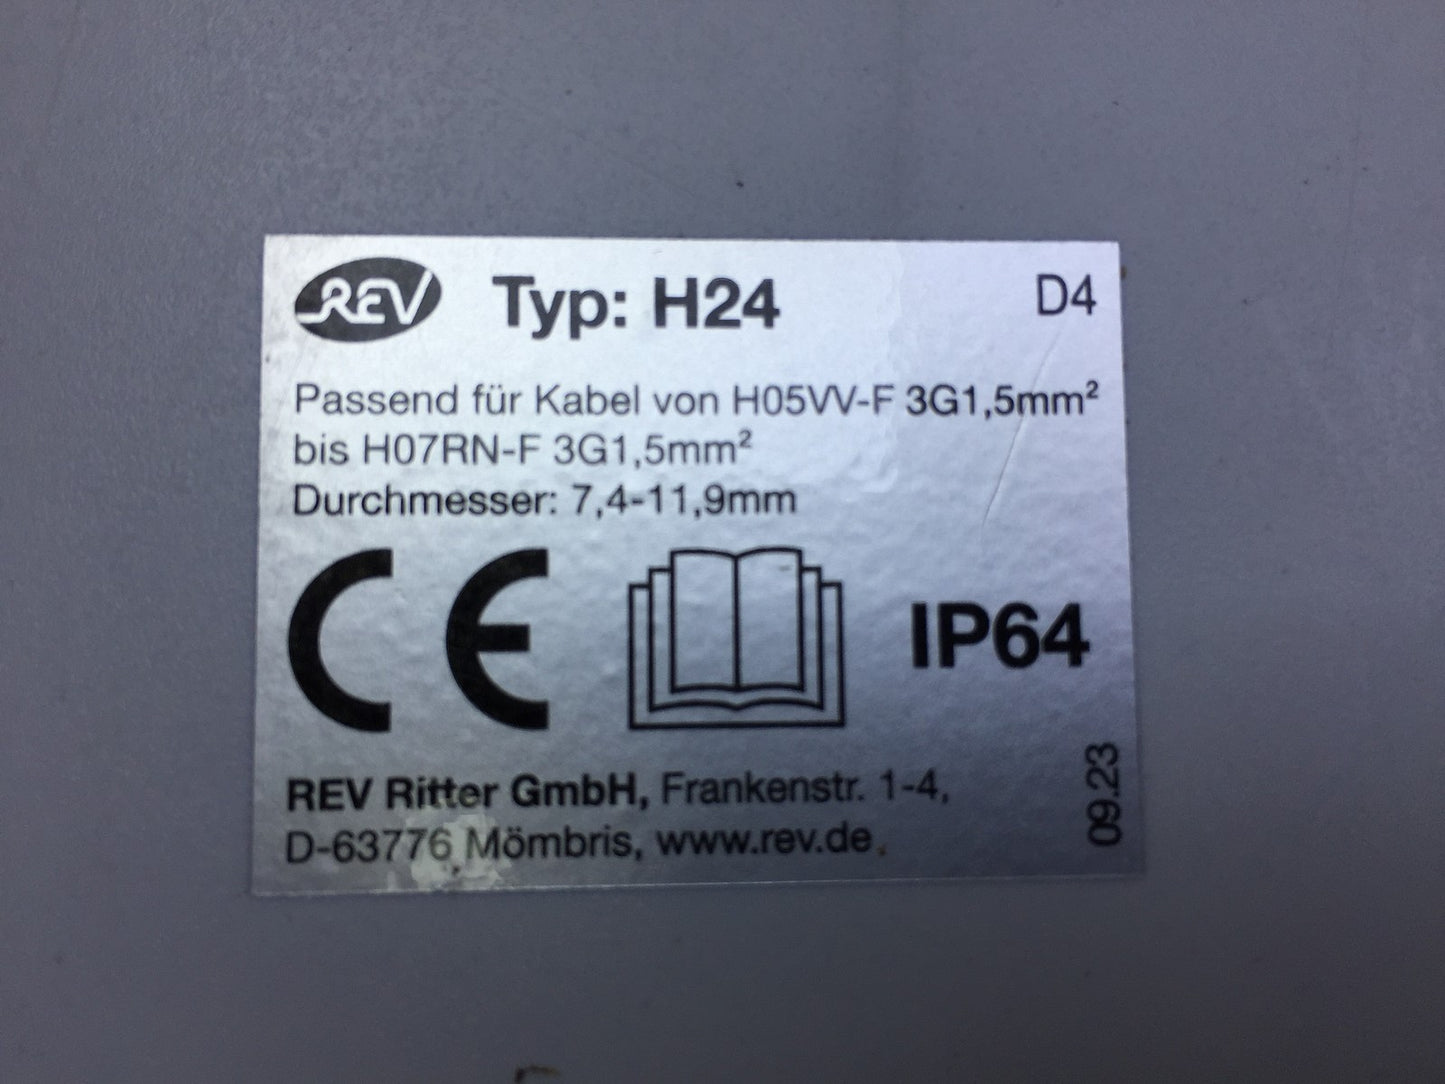 REV Typ: H24 D4
Passend für Kabel von H05VV-F 3G1,5mm²
bis H07RN-F 3G1,5mm²
Durchmesser: 7,4-11,9mm
CE IP64
REV Ritter GmbH, Frankenstr. 1-4,
D-63776 Mömbris, www.rev.de
09.23